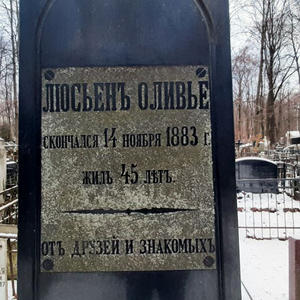 ЛЮСЬЕНЪ ОЛИВЬЕ
СКОНЧАЛСЯ 14 НОЯБРЯ 1883 Г.
ЖИЛЪ 45 ЛѢТЪ.
ОТЪ ДРУЗЕЙ И ЗНАКОМЫХЪ